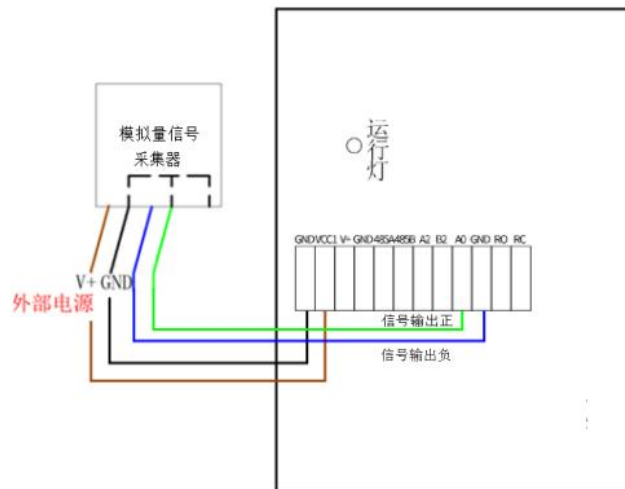 模拟量信号
采集器
运行灯
GND VCC1 V+ GND 485A 485B A2 B2 A0 GND RO RC
V+ GND
外部电源
信号输出正
信号输出负